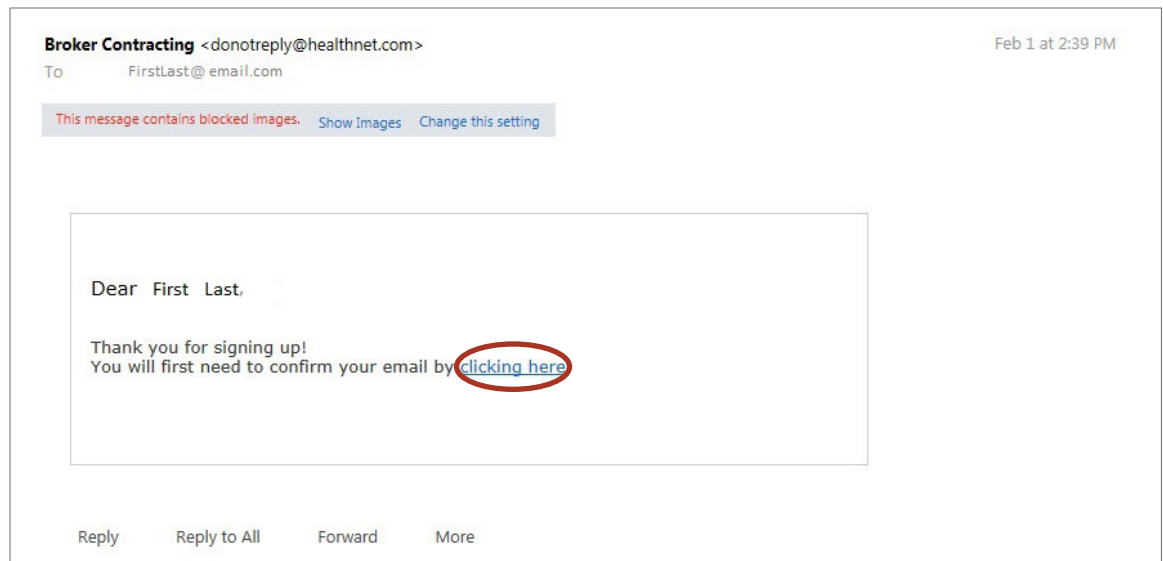 Broker Contracting <donotreply@healthnet.com> Feb 1 at 2:39 PM
To FirstLast@ email.com
This message contains blocked images. Show Images Change this setting
Dear First Last,
Thank you for signing up!
You will first need to confirm your email by clicking here
Reply Reply to All Forward More